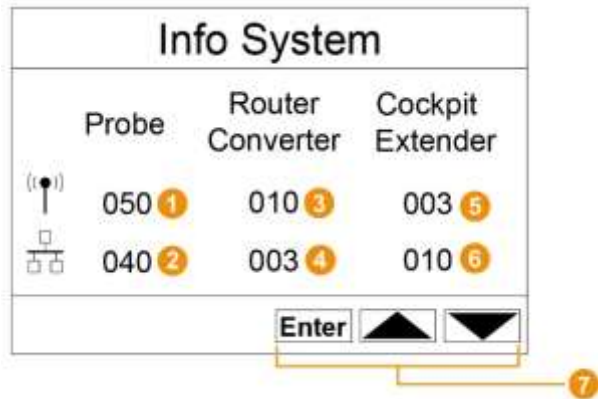 Info System
Probe Router Converter Cockpit Extender
050 1 010 3 003 5
040 2 003 4 010 6
Enter
7